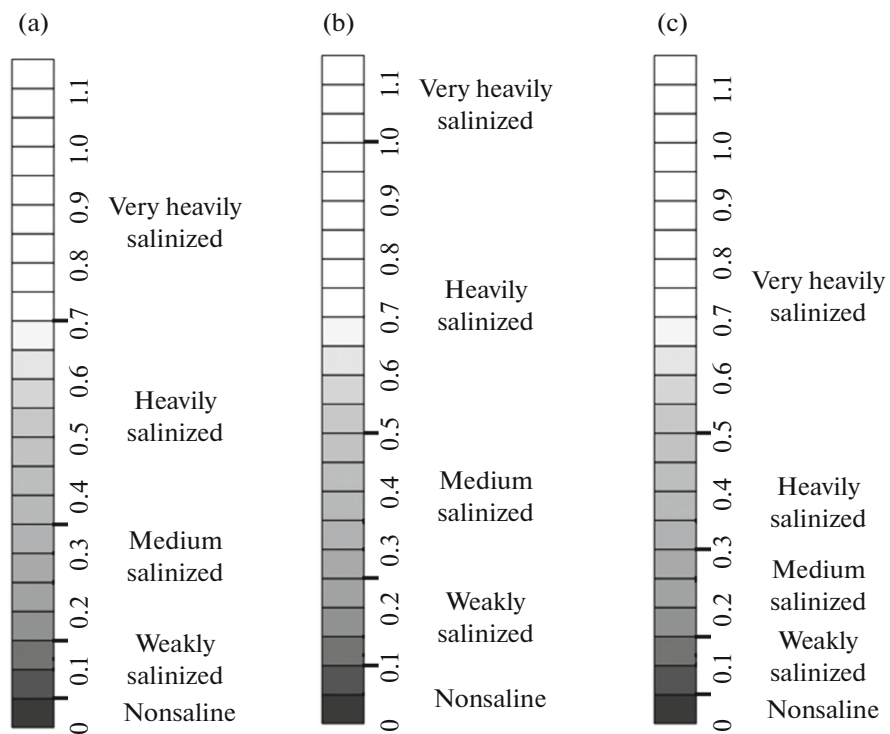 (a)
1.1
1.0
0.9
0.8
0.7
0.6
0.5
0.4
0.3
0.2
0.1
0
Very heavily
salinized
Heavily
salinized
Medium
salinized
Weakly
salinized
Nonsaline
(b)
1.1
1.0
0.9
0.8
0.7
0.6
0.5
0.4
0.3
0.2
0.1
0
Very heavily
salinized
Heavily
salinized
Medium
salinized
Weakly
salinized
Nonsaline
(c)
1.1
1.0
0.9
0.8
0.7
0.6
0.5
0.4
0.3
0.2
0.1
0
Very heavily
salinized
Heavily
salinized
Medium
salinized
Weakly
salinized
Nonsaline